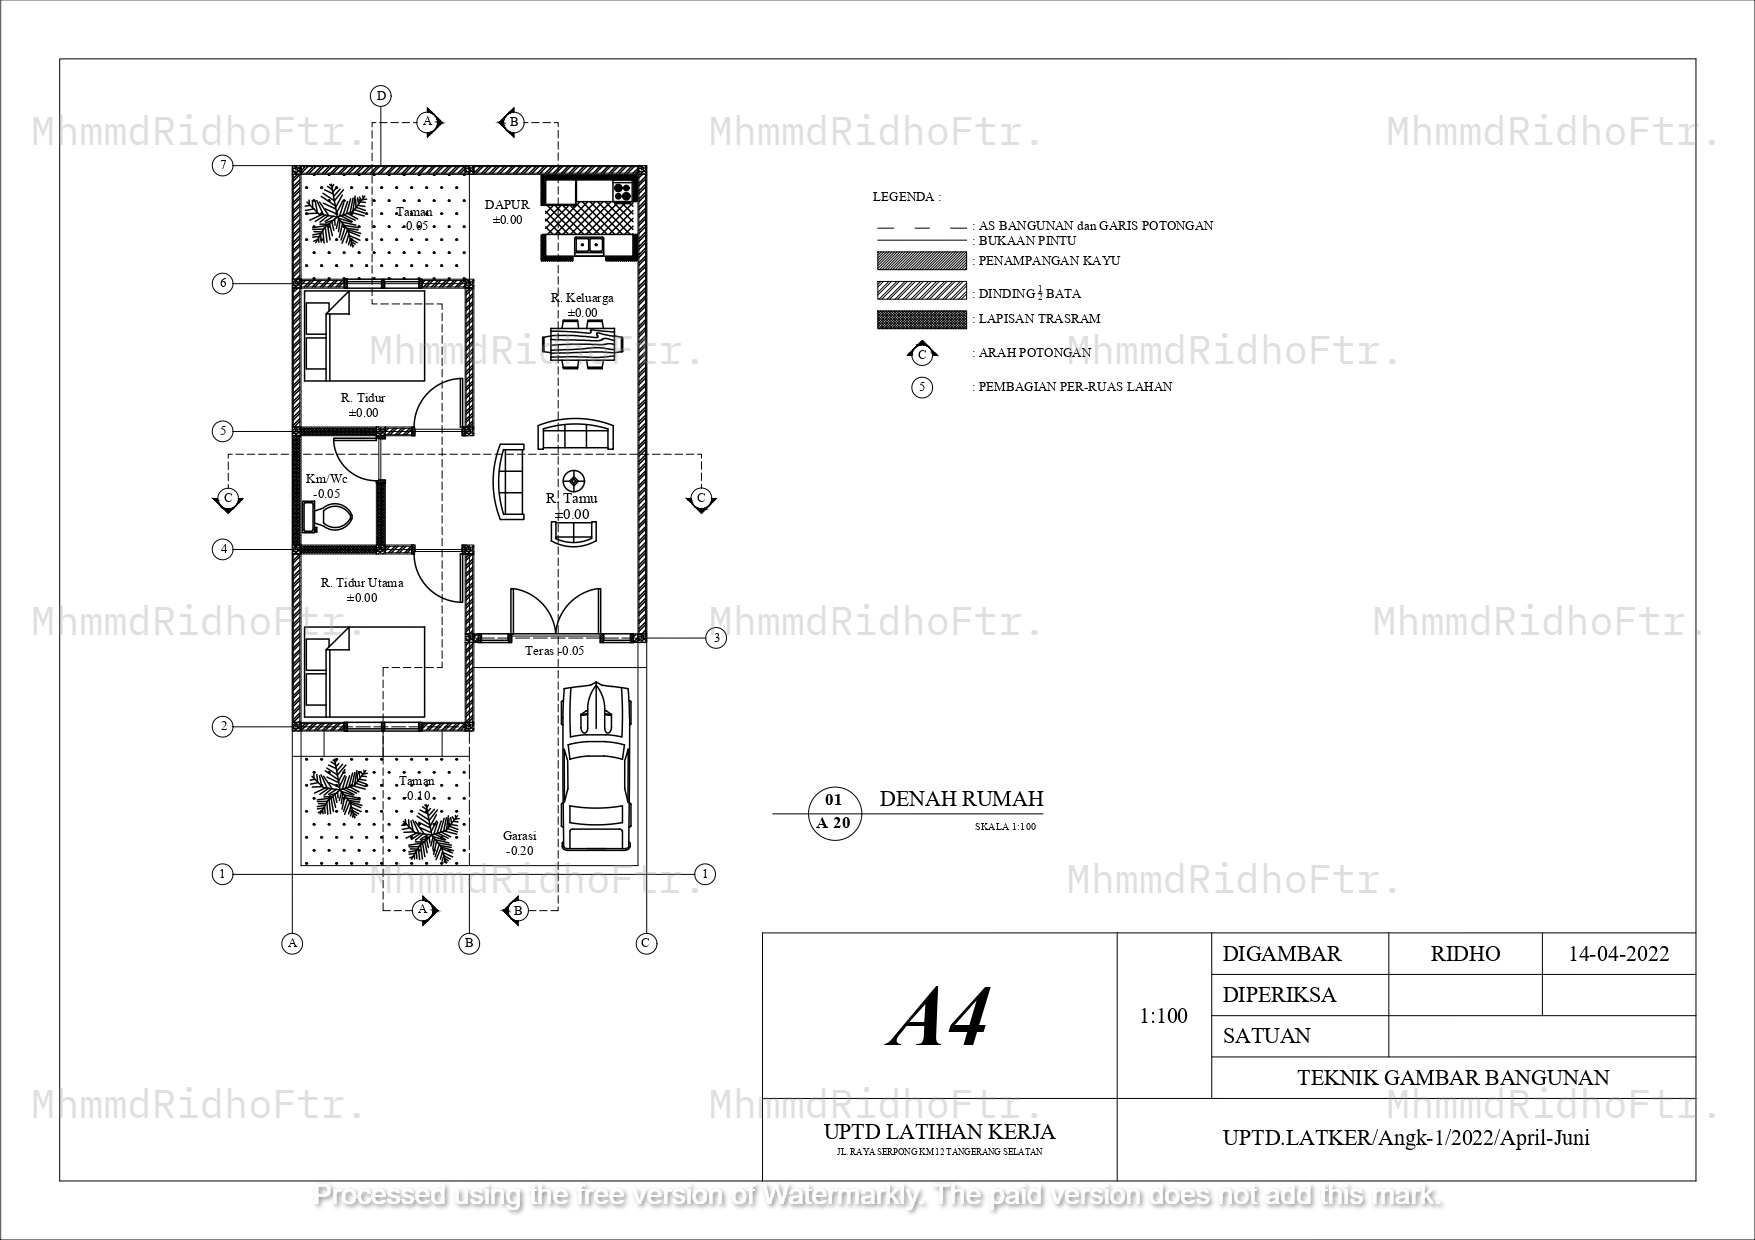 D
A
B
MhmmdRidhoFtr.
MhmmdRidhoFtr.
MhmmdRidhoFtr.
7
Taman
-0.05
DAPUR
±0.00
LEGENDA :
: AS BANGUNAN dan GARIS POTONGAN
: BUKAAN PINTU
: PENAMPANGAN KAYU
: DINDING ½ BATA
: LAPISAN TRASRAM
C
: ARAH POTONGAN
5
: PEMBAGIAN PER-RUAS LAHAN
6
R. Keluarga
±0.00
MhmmdRidhoFtr.
MhmmdRidhoFtr.
R. Tidur
±0.00
5
Km/Wc
-0.05
C
R. Tamu
±0.00
C
4
R. Tidur Utama
±0.00
MhmmdRidhoFtr.
MhmmdRidhoFtr.
MhmmdRidhoFtr.
3
Teras -0.05
2
Taman
-0.10
Garasi
-0.20
01
A 20
DENAH RUMAH
SKALA 1:100
1
1
MhmmdRidhoFtr.
MhmmdRidhoFtr.
A
B
A
B
C
A4
1:100
DIGAMBAR
RIDHO
14-04-2022
DIPERIKSA
SATUAN
TEKNIK GAMBAR BANGUNAN
MhmmdRidhoFtr.
MhmmdRidhoFtr.
MhmmdRidhoFtr.
UPTD LATIHAN KERJA
JL. RAYA SERPONG KM 12 TANGERANG SELATAN
UPTD.LATKER/Angk-1/2022/April-Juni
Processed using the free version of Watermarkly. The paid version does not add this mark.